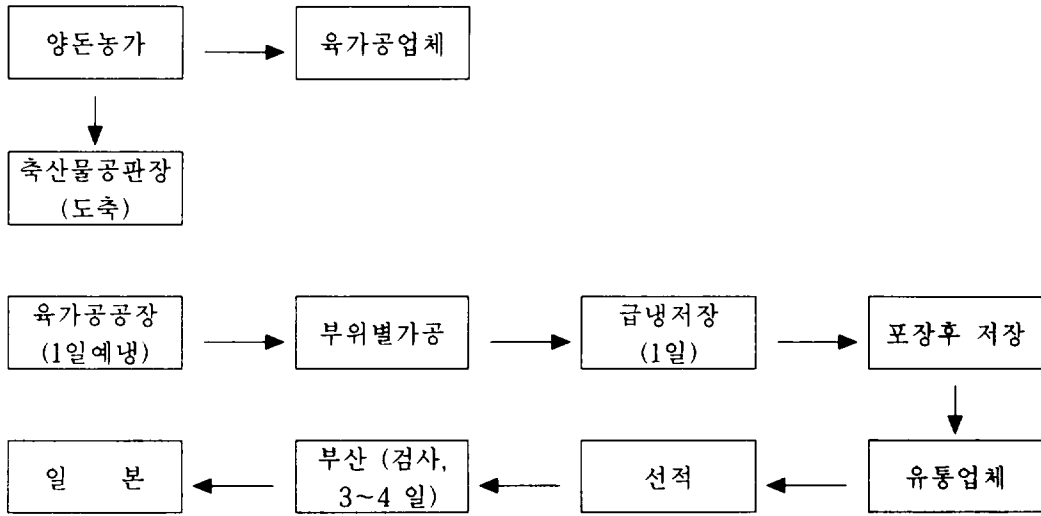 양돈농가
육가공업체
축산물공판장
(도축)
육가공공장
(1일예냉)
부위별가공
급냉저장
(1일)
포장후 저장
일 본
부산 (검사,
3~4 일)
선적
유통업체